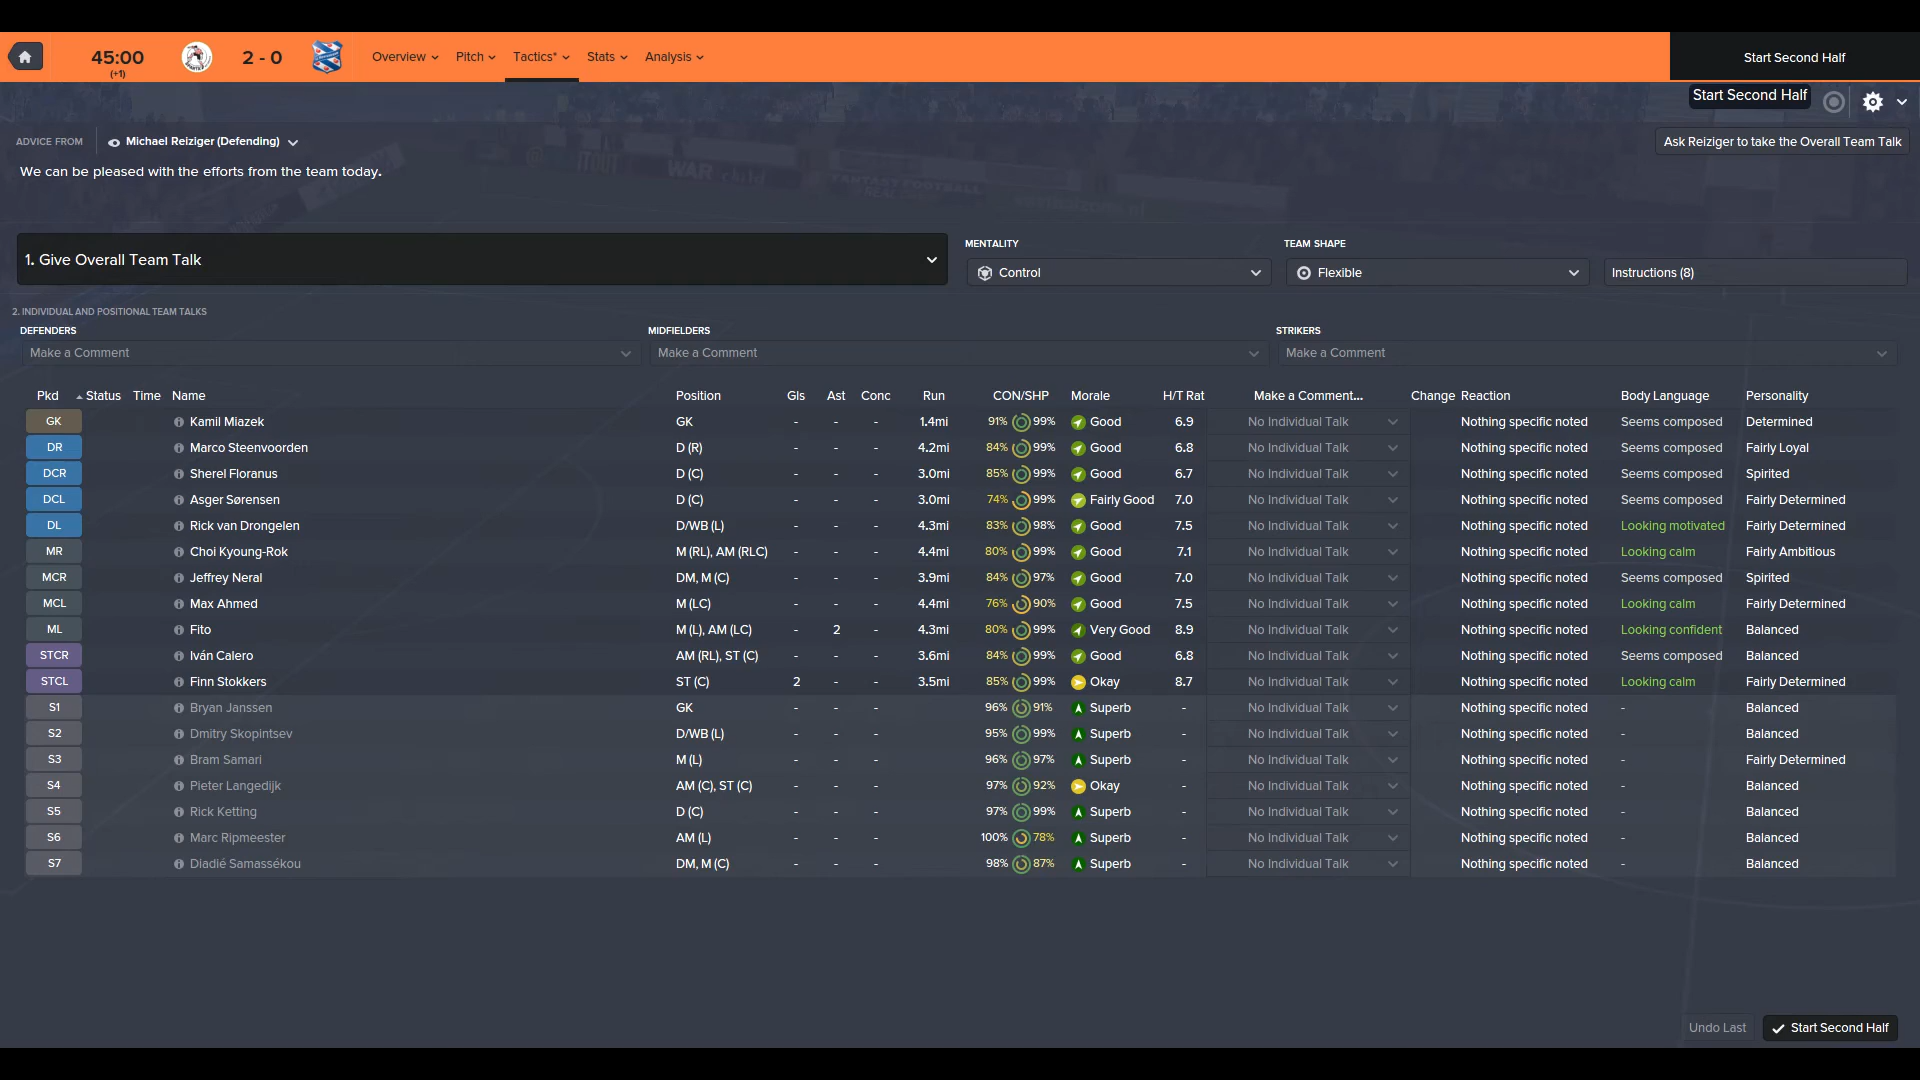 45:00 2 - 0 Overview Pitch Tactics* Stats Analysis Start Second Half
(+1)
Start Second Half
ADVICE FROM Michael Reiziger (Defending) Ask Reiziger to take the Overall Team Talk
We can be pleased with the efforts from the team today.
MENTALITY TEAM SHAPE
1. Give Overall Team Talk
Control Flexible Instructions (8)
2. INDIVIDUAL AND POSITIONAL TEAM TALKS
DEFENDERS MIDFIELDERS STRIKERS
Make a Comment Make a Comment Make a Comment
Pkd Status Time Name Position Gls Ast Conc Run CON/SHP Morale H/T Rat Make a Comment... Change Reaction Body Language Personality
GK Kamil Miazek GK - - - 1.4mi 91% 99% Good 6.9 No Individual Talk Nothing specific noted Seems composed Determined
DR Marco Steenvoorden D (R) - - - 4.2mi 84% 99% Good 6.8 No Individual Talk Nothing specific noted Seems composed Fairly Loyal
DCR Sherel Floranus D (C) - - - 3.0mi 85% 99% Good 6.7 No Individual Talk Nothing specific noted Seems composed Spirited
DCL Asger Sørensen D (C) - - - 3.0mi 74% 99% Fairly Good 7.0 No Individual Talk Nothing specific noted Seems composed Fairly Determined
DL Rick van Drongelen D/WB (L) - - - 4.3mi 83% 98% Good 7.5 No Individual Talk Nothing specific noted Looking motivated Fairly Determined
MR Choi Kyoung-Rok M (RL), AM (RLC) - - - 4.4mi 80% 99% Good 7.1 No Individual Talk Nothing specific noted Looking calm Fairly Ambitious
MCR Jeffrey Neral DM, M (C) - - - 3.9mi 84% 97% Good 7.0 No Individual Talk Nothing specific noted Seems composed Spirited
MCL Max Ahmed M (LC) - - - 4.4mi 76% 90% Good 7.5 No Individual Talk Nothing specific noted Looking calm Fairly Determined
ML Fito M (L), AM (LC) - 2 - 4.3mi 80% 99% Very Good 8.9 No Individual Talk Nothing specific noted Looking confident Balanced
STCR Iván Calero AM (RL), ST (C) - - - 3.6mi 84% 99% Good 6.8 No Individual Talk Nothing specific noted Seems composed Balanced
STCL Finn Stokkers ST (C) 2 - - 3.5mi 85% 99% Okay 8.7 No Individual Talk Nothing specific noted Looking calm Fairly Determined
S1 Bryan Janssen GK - - - 96% 91% Superb - No Individual Talk Nothing specific noted - Balanced
S2 Dmitry Skopintsev D/WB (L) - - - 95% 99% Superb - No Individual Talk Nothing specific noted - Balanced
S3 Bram Samari M (L) - - - 96% 97% Superb - No Individual Talk Nothing specific noted - Fairly Determined
S4 Pieter Langedijk AM (C), ST (C) - - - 97% 92% Okay - No Individual Talk Nothing specific noted - Balanced
S5 Rick Ketting D (C) - - - 97% 99% Superb - No Individual Talk Nothing specific noted - Balanced
S6 Marc Ripmeester AM (L) - - - 100% 78% Superb - No Individual Talk Nothing specific noted - Balanced
S7 Diadié Samassékou DM, M (C) - - - 98% 87% Superb - No Individual Talk Nothing specific noted - Balanced
Undo Last Start Second Half